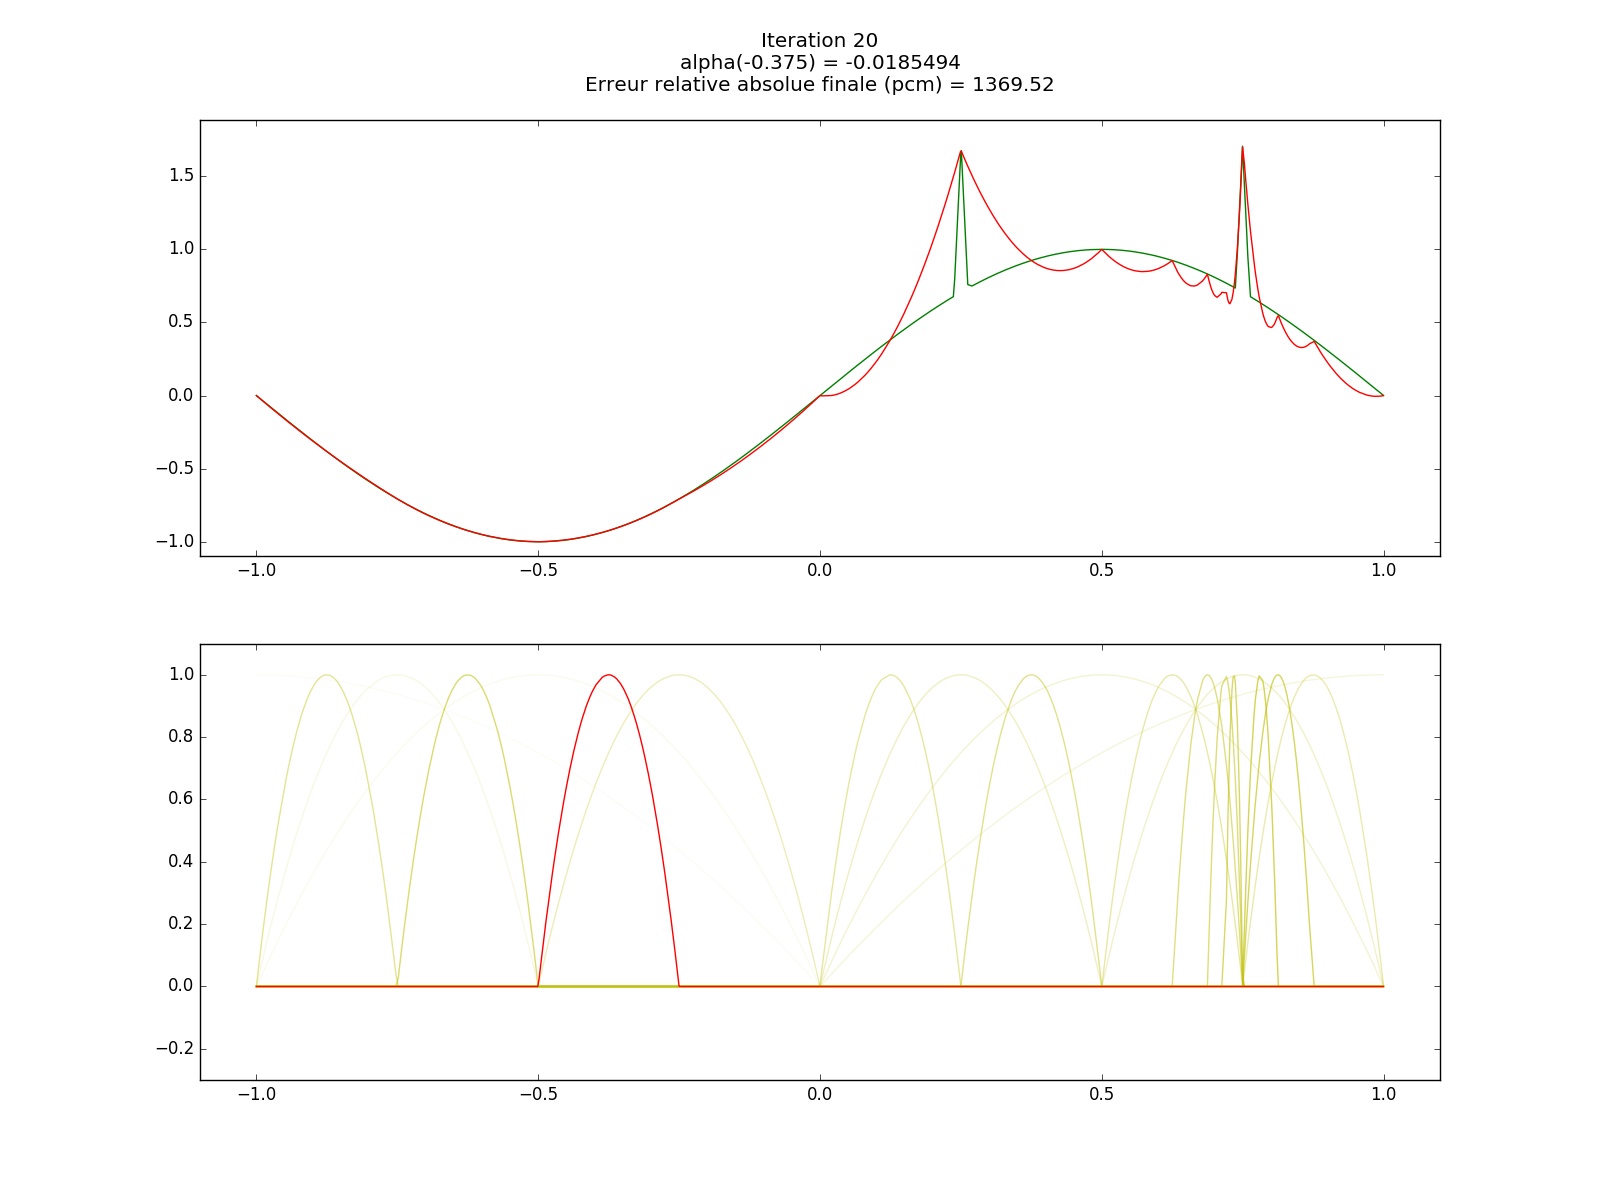 Iteration 20
alpha(-0.375) = -0.0185494
Erreur relative absolue finale (pcm) = 1369.52
1.5
1.0
0.5
0.0
−0.5
−1.0
−1.0 −0.5 0.0 0.5 1.0
1.0
0.8
0.6
0.4
0.2
0.0
−0.2
−1.0 −0.5 0.0 0.5 1.0